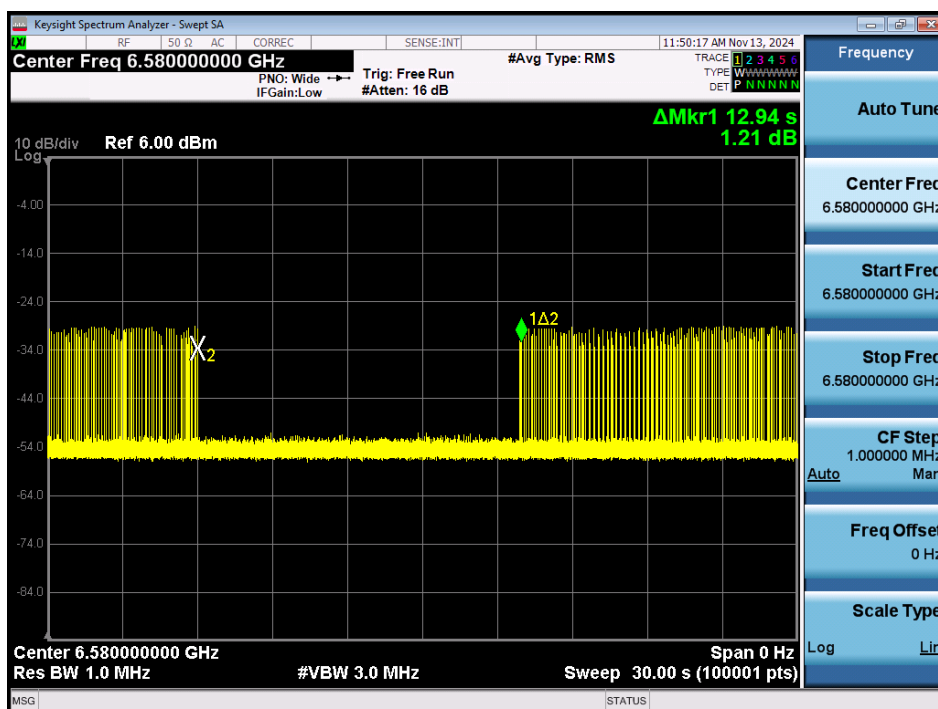 Keysight Spectrum Analyzer - Swept SA
LXI RF 50 Ω AC CORREC SENSE:INT 11:50:17 AM Nov 13, 2024
Center Freq 6.580000000 GHz
PNO: Wide
IFGain:Low
Trig: Free Run
#Atten: 16 dB
#Avg Type: RMS
TRACE 1 2 3 4 5 6
TYPE WWWWWW
DET P N N N N N
Frequency
Auto Tune
Center Freq
6.580000000 GHz
Start Freq
6.580000000 GHz
Stop Freq
6.580000000 GHz
CF Step
1.000000 MHz
Auto Man
Freq Offset
0 Hz
Scale Type
Log Lin
ΔMkr1 12.94 s
1.21 dB
10 dB/div Ref 6.00 dBm
Log
-4.00
-14.0
-24.0
-34.0
-44.0
-54.0
-64.0
-74.0
-84.0
X2
1Δ2
Center 6.580000000 GHz Span 0 Hz
Res BW 1.0 MHz #VBW 3.0 MHz Sweep 30.00 s (100001 pts)
MSG STATUS